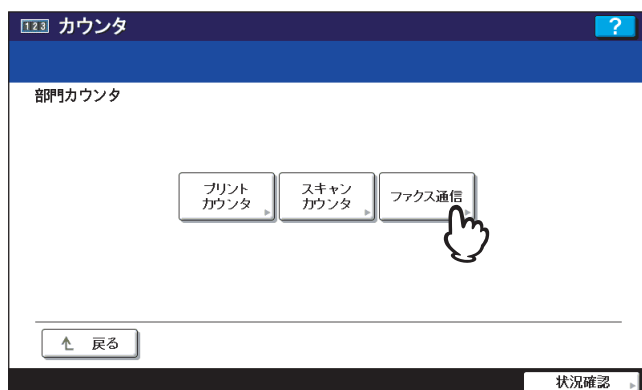 123 カウンタ
?
部門カウンタ
プリント
カウンタ
スキャン
カウンタ
ファクス通信
戻る
状況確認